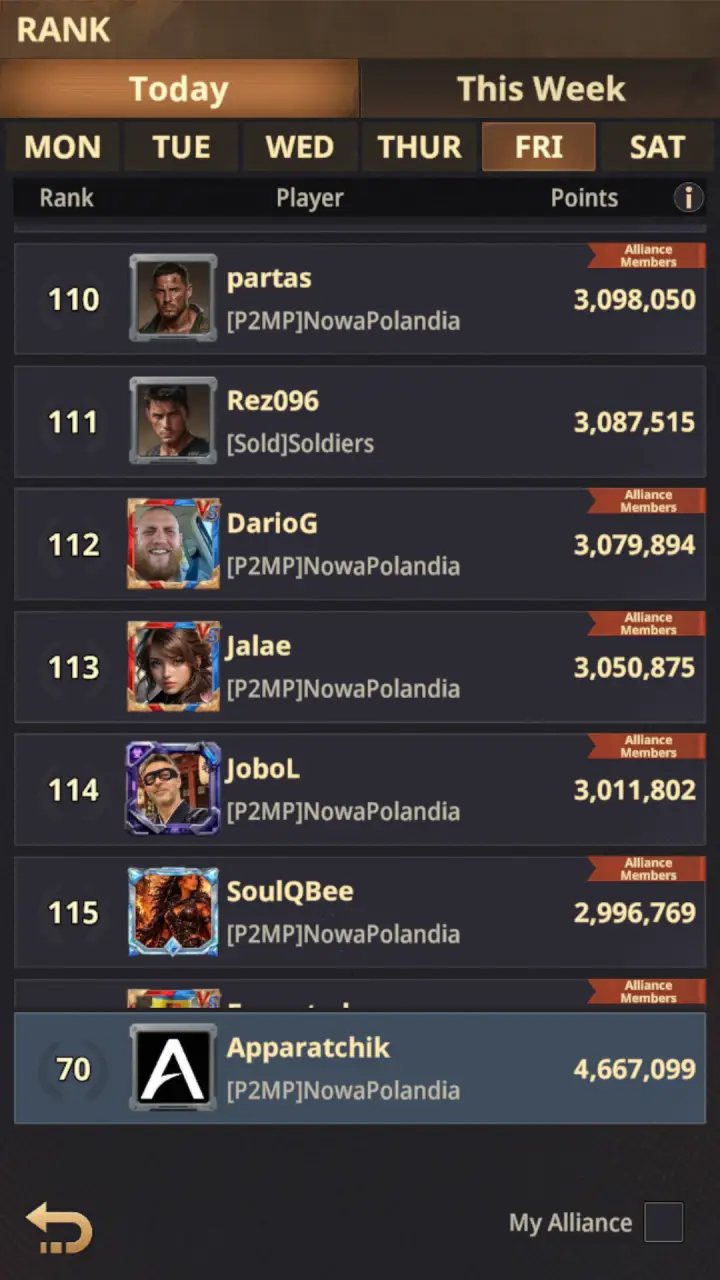 RANK
Today This Week
MON TUE WED THUR FRI SAT
Rank Player Points i
Alliance Members
110 partas 3,098,050
[P2MP]NowaPolandia
111 Rez096 3,087,515
[Sold]Soldiers
Alliance Members
112 DarioG 3,079,894
[P2MP]NowaPolandia
Alliance Members
113 Jalae 3,050,875
[P2MP]NowaPolandia
Alliance Members
114 JoboL 3,011,802
[P2MP]NowaPolandia
Alliance Members
115 SoulQBee 2,996,769
[P2MP]NowaPolandia
Alliance Members
70 Apparatchik 4,667,099
[P2MP]NowaPolandia
My Alliance